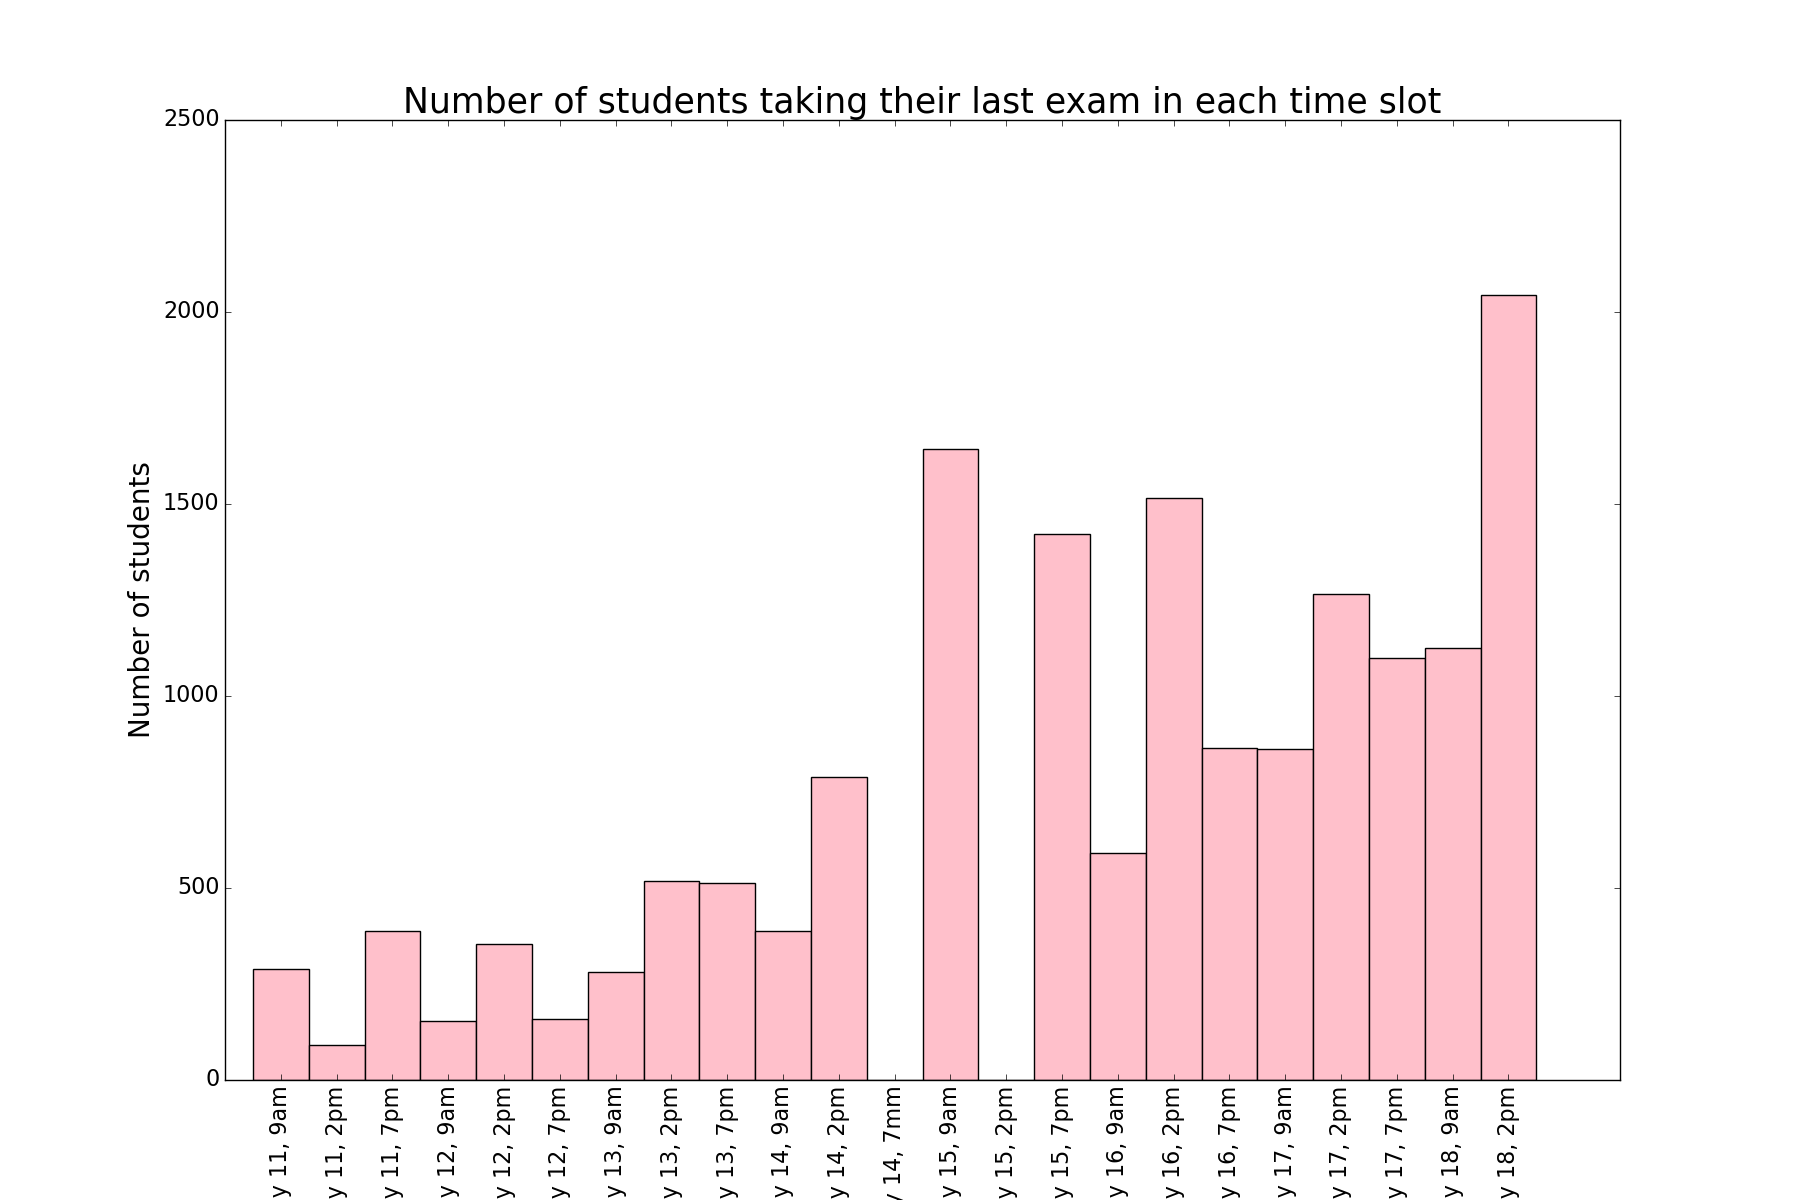 Number of students taking their last exam in each time slot
Number of students
2500
2000
1500
1000
500
0
y 11, 9am
y 11, 2pm
y 11, 7pm
y 12, 9am
y 12, 2pm
y 12, 7pm
y 13, 9am
y 13, 2pm
y 13, 7pm
y 14, 9am
y 14, 2pm
y 14, 7mm
y 15, 9am
y 15, 2pm
y 15, 7pm
y 16, 9am
y 16, 2pm
y 16, 7pm
y 17, 9am
y 17, 2pm
y 17, 7pm
y 18, 9am
y 18, 2pm